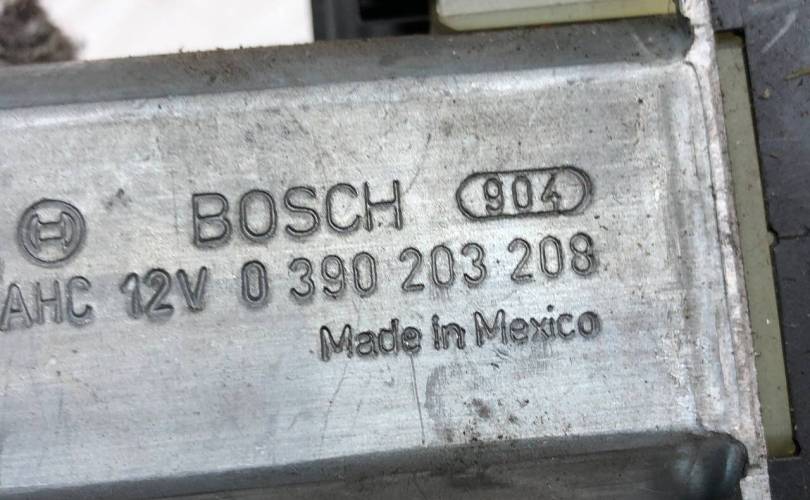 BOSCH 904
AHC 12V 0 390 203 208
Made in Mexico